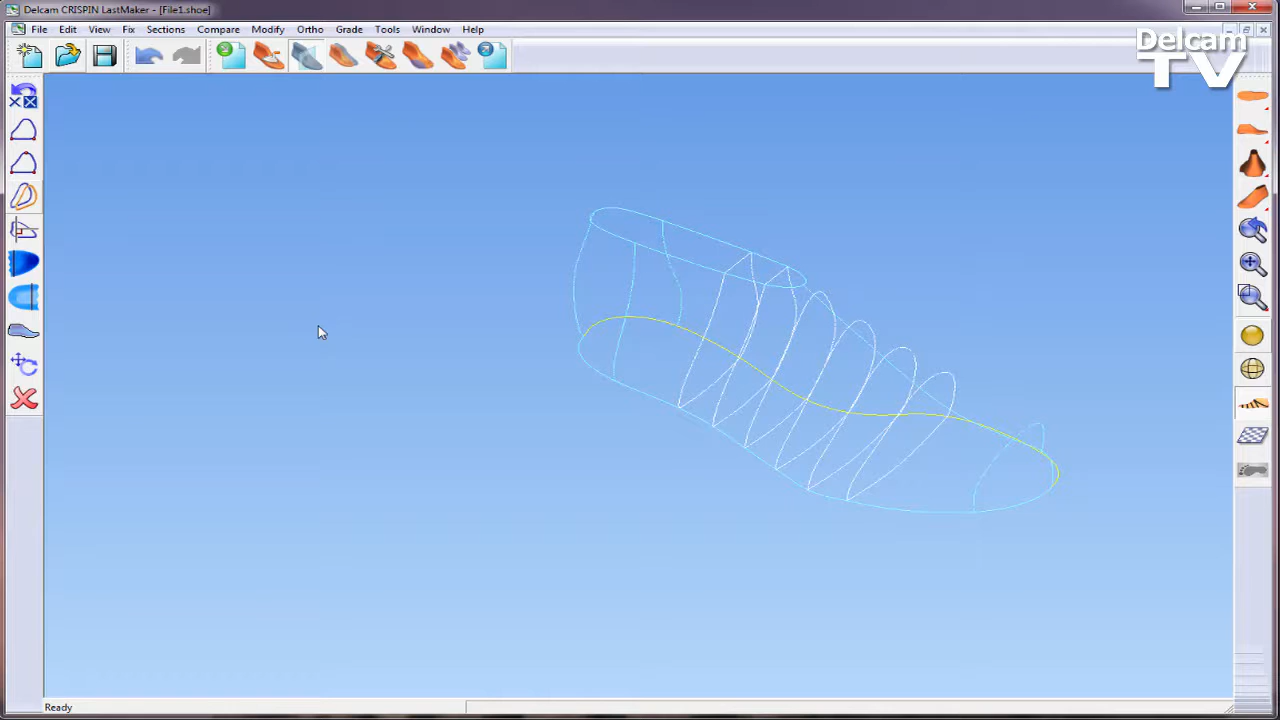 Delcam CRISPIN LastMaker - [File1.shoe]
File Edit View Fix Sections Compare Modify Ortho Grade Tools Window Help
Delcam
TV
Ready